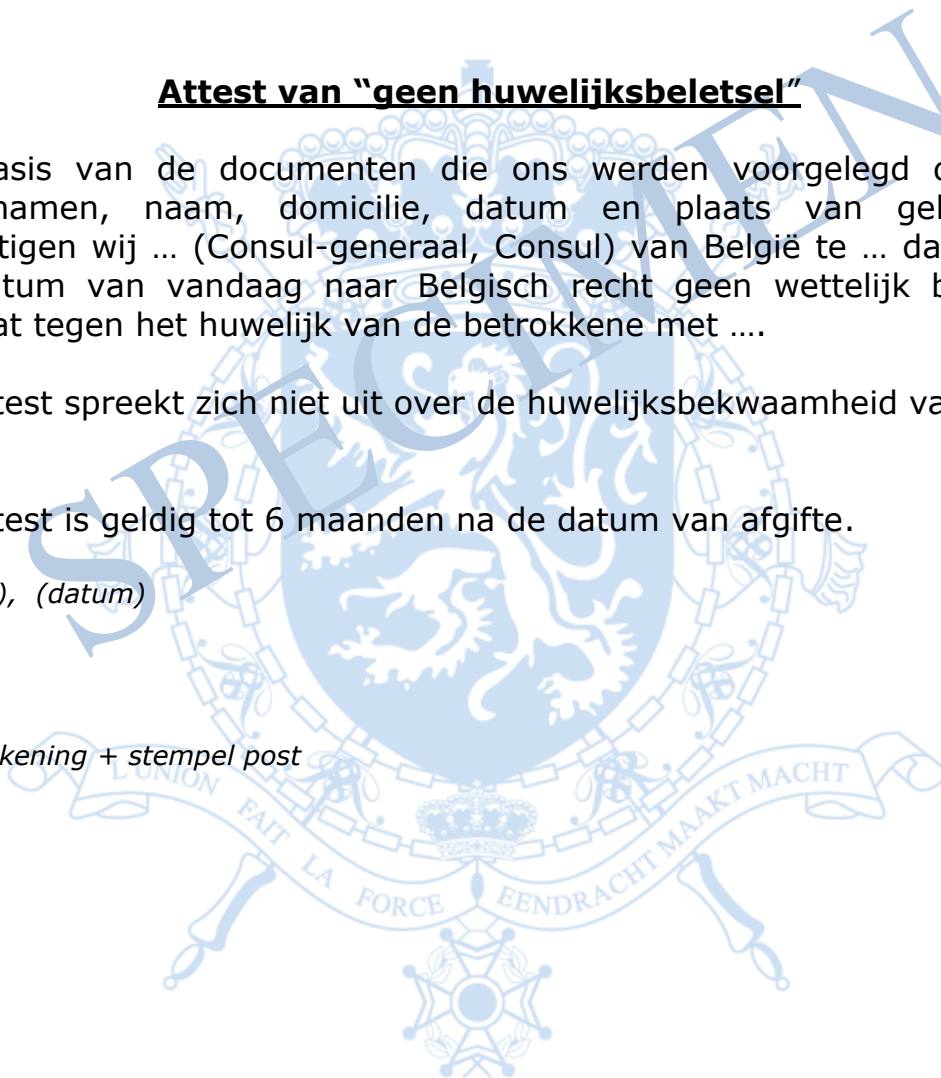 Attest van “geen huwelijksbeletsel”
asis van de documenten die ons werden voorgelegd
namen, naam, domicilie, datum en plaats van gel
tigen wij … (Consul-generaal, Consul) van België te … da
tum van vandaag naar Belgisch recht geen wettelijk b
at tegen het huwelijk van de betrokkene met ….
test spreekt zich niet uit over de huwelijksbekwaamheid va
test is geldig tot 6 maanden na de datum van afgifte.
), (datum)
kening + stempel post
SPECIMEN
L'UNION FAIT LA FORCE EENDRACHT MAAKT MACHT